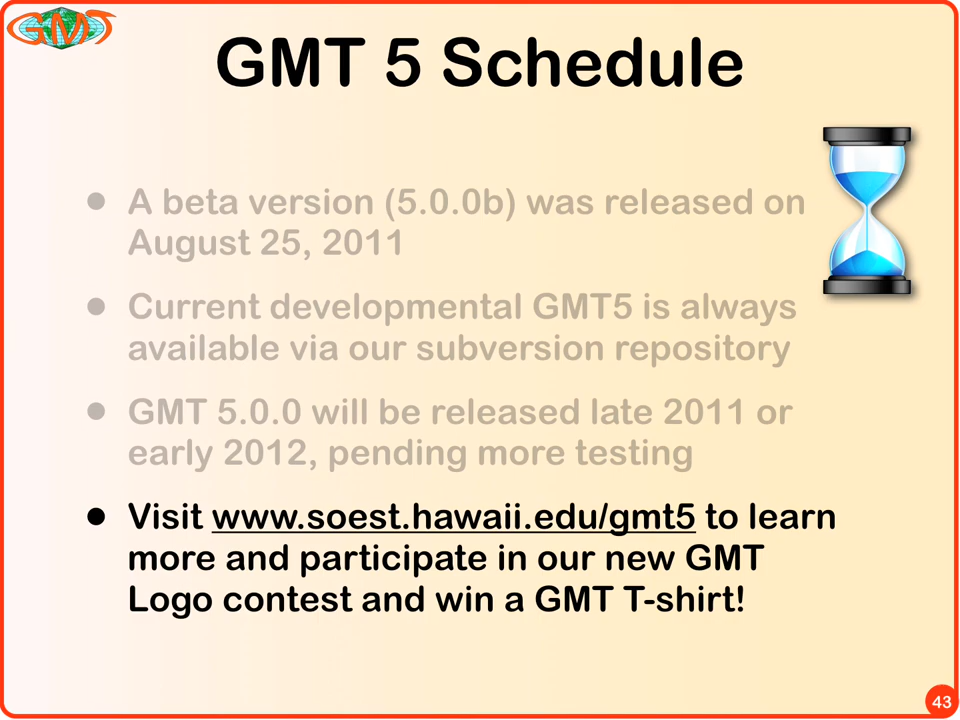 GMT
GMT 5 Schedule
• A beta version (5.0.0b) was released on
August 25, 2011
• Current developmental GMT5 is always
available via our subversion repository
• GMT 5.0.0 will be released late 2011 or
early 2012, pending more testing
• Visit www.soest.hawaii.edu/gmt5 to learn
more and participate in our new GMT
Logo contest and win a GMT T-shirt!
43